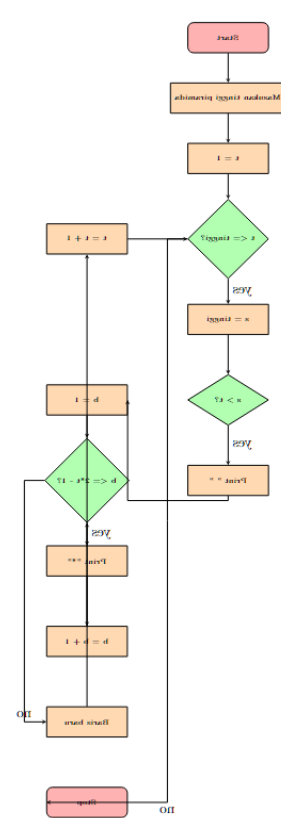 Start
Masukan tinggi piramida
t = 1
t <= tinggi?
t = t + 1
yes
s = tinggi
b = 1
s > t?
yes
b <= 2*t - 1?
Print " "
yes
Print "*"
b = b + 1
no
Baris baru
Stop
no